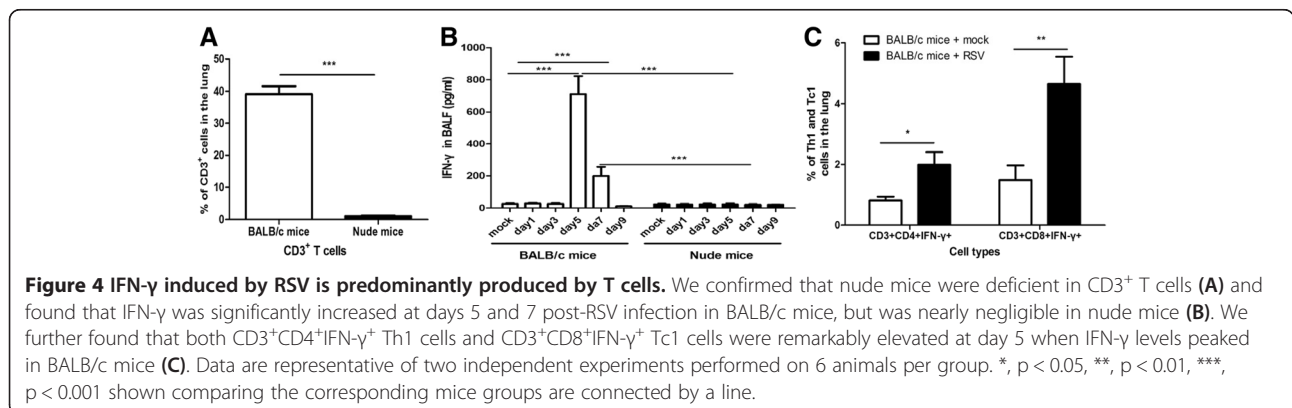 A
***
% of CD3+ cells in the lung
50
40
30
20
10
0
BALB/c mice
Nude mice
CD3+ T cells
B
***
***
***
***
IFN-γ in BALF (pg/ml)
1000
800
600
400
200
0
mock
day1
day3
day5
da7
day9
mock
day1
day3
day5
da7
day9
BALB/c mice
Nude mice
C
BALB/c mice + mock
BALB/c mice + RSV
**
*
% of Th1 and Tc1
cells in the lung
6
4
2
0
CD3+CD4+IFN-γ+
CD3+CD8+IFN-γ+
Cell types
Figure 4 IFN-γ induced by RSV is predominantly produced by T cells. We confirmed that nude mice were deficient in CD3+ T cells (A) and
found that IFN-γ was significantly increased at days 5 and 7 post-RSV infection in BALB/c mice, but was nearly negligible in nude mice (B). We
further found that both CD3+CD4+IFN-γ+ Th1 cells and CD3+CD8+IFN-γ+ Tc1 cells were remarkably elevated at day 5 when IFN-γ levels peaked
in BALB/c mice (C). Data are representative of two independent experiments performed on 6 animals per group. *, p < 0.05, **, p < 0.01, ***,
p < 0.001 shown comparing the corresponding mice groups are connected by a line.